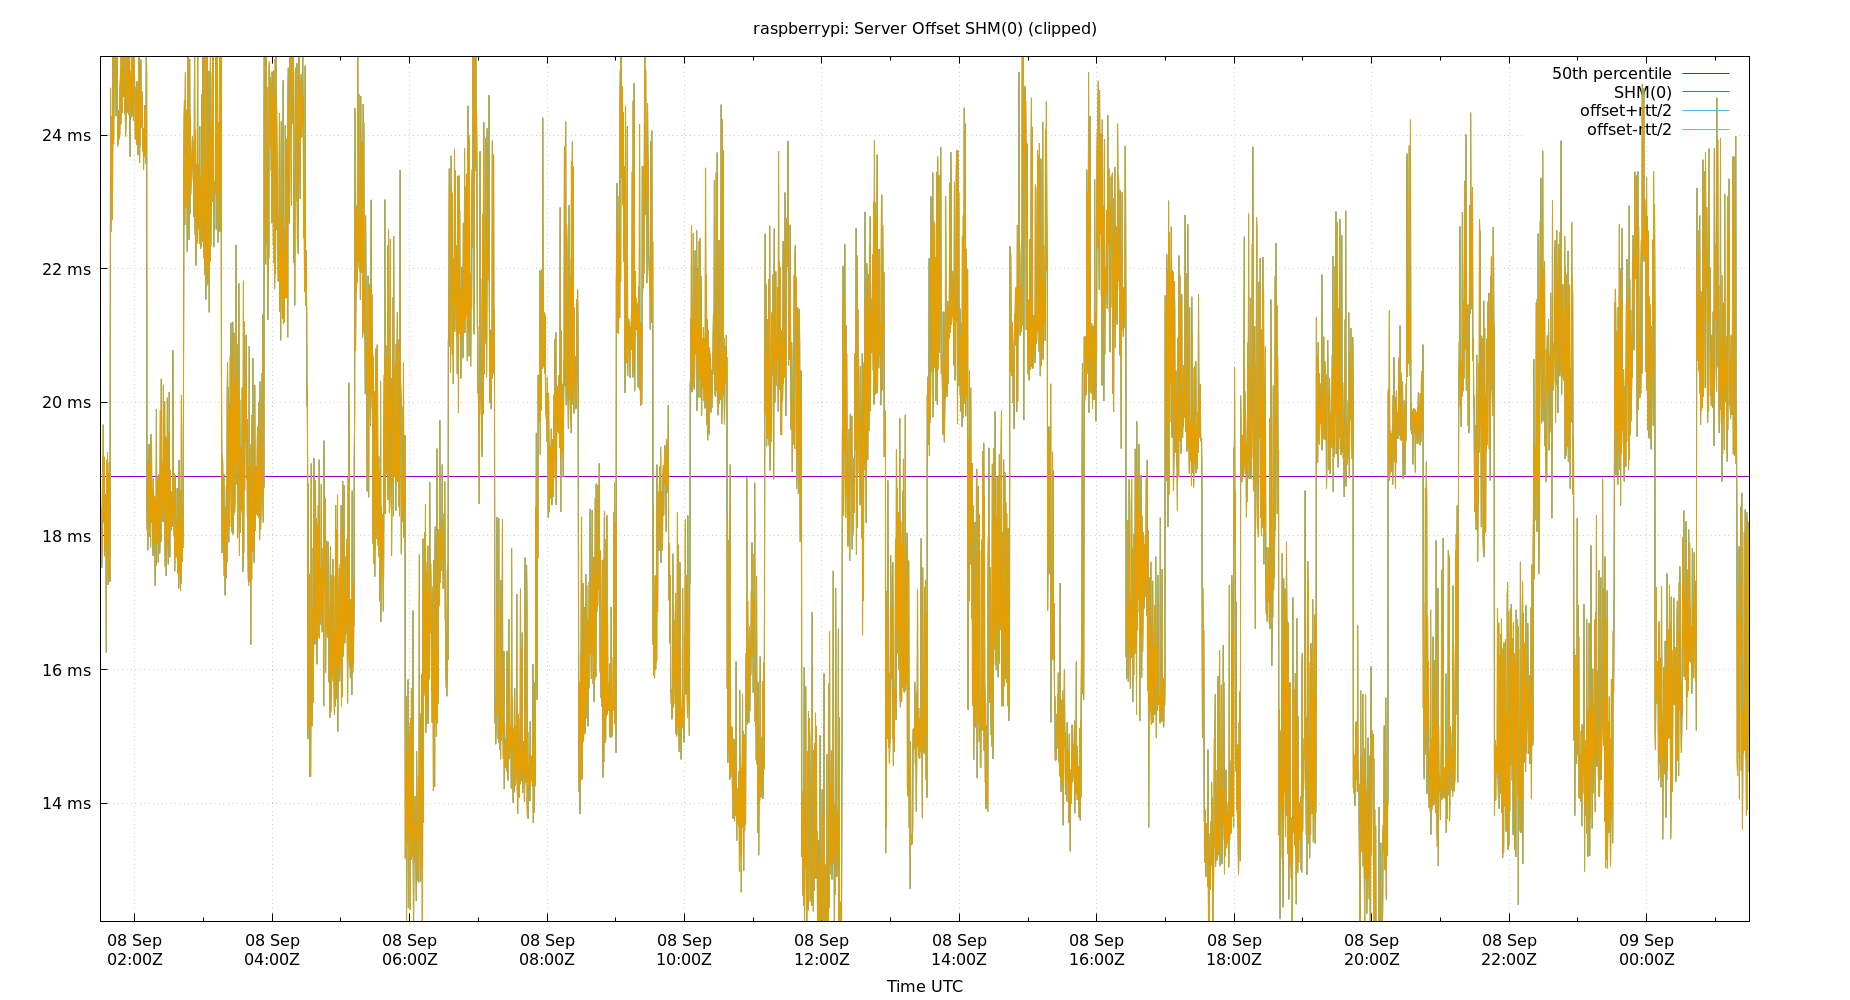 raspberrypi: Server Offset SHM(0) (clipped)
50th percentile
SHM(0)
offset+rtt/2
offset-rtt/2
24 ms
22 ms
20 ms
18 ms
16 ms
14 ms
08 Sep 08 Sep 08 Sep 08 Sep 08 Sep 08 Sep 08 Sep 08 Sep 08 Sep 08 Sep 08 Sep 09 Sep
02:00Z 04:00Z 06:00Z 08:00Z 10:00Z 12:00Z 14:00Z 16:00Z 18:00Z 20:00Z 22:00Z 00:00Z
Time UTC